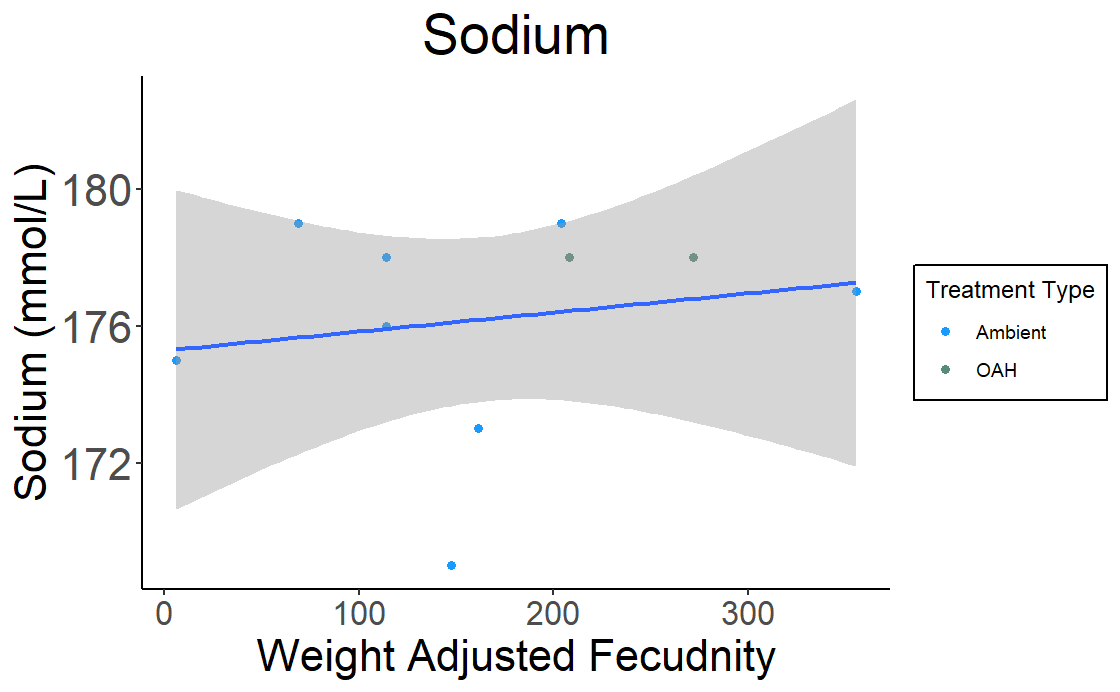 Sodium
Sodium (mmol/L)
180
176
172
0 100 200 300
Weight Adjusted Fecudnity
Treatment Type
Ambient
OAH